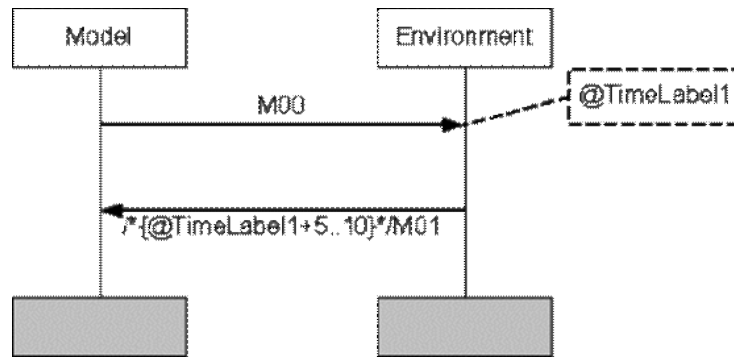 Model
Environment
@TimeLabel1
M00
/*{@TimeLabel1+5..10}*/M01